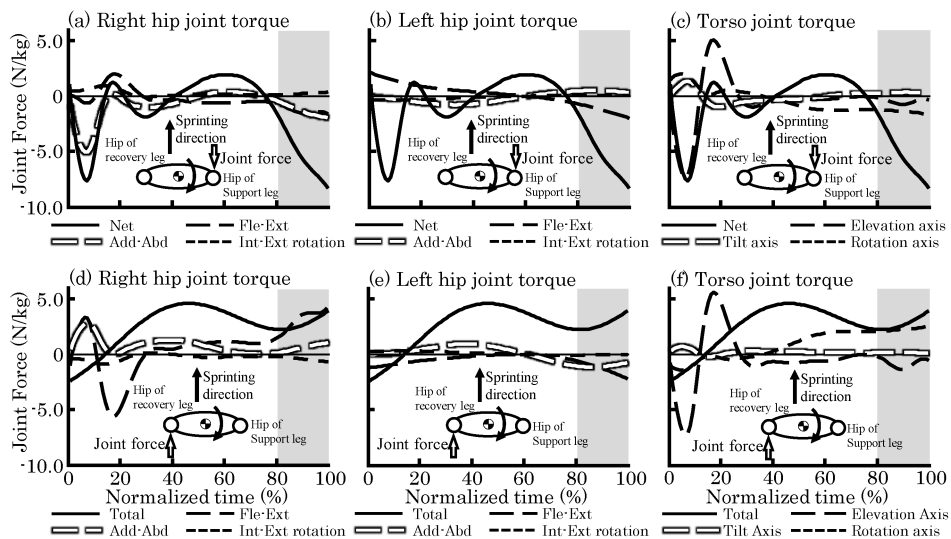 (a) Right hip joint torque
(b) Left hip joint torque
(c) Torso joint torque
Joint Force (N/kg)
5.0
0
-5.0
-10.0
Hip of
recovery leg
Sprinting
direction
Joint force
Hip of
Support leg
Hip of
recovery leg
Sprinting
direction
Joint force
Hip of
Support leg
Hip of
recovery leg
Sprinting
direction
Joint force
Hip of
Support leg
Net
Fle-Ext
Add-Abd
Int-Ext rotation
Net
Fle-Ext
Add-Abd
Int-Ext rotation
Net
Elevation axis
Tilt axis
Rotation axis
(d) Right hip joint torque
(e) Left hip joint torque
(f) Torso joint torque
Joint Force (N/kg)
5.0
0
-5.0
-10.0
Hip of
recovery leg
Sprinting
direction
Joint force
Hip of
Support leg
Hip of
recovery leg
Sprinting
direction
Joint force
Hip of
Support leg
Hip of
recovery leg
Sprinting
direction
Joint force
Hip of
Support leg
0 20 40 60 80 100
0 20 40 60 80 100
0 20 40 60 80 100
Normalized time (%)
Normalized time (%)
Normalized time (%)
Total
Fle-Ext
Add-Abd
Int-Ext rotation
Total
Fle-Ext
Add-Abd
Int-Ext rotation
Total
Elevation Axis
Tilt Axis
Rotation axis